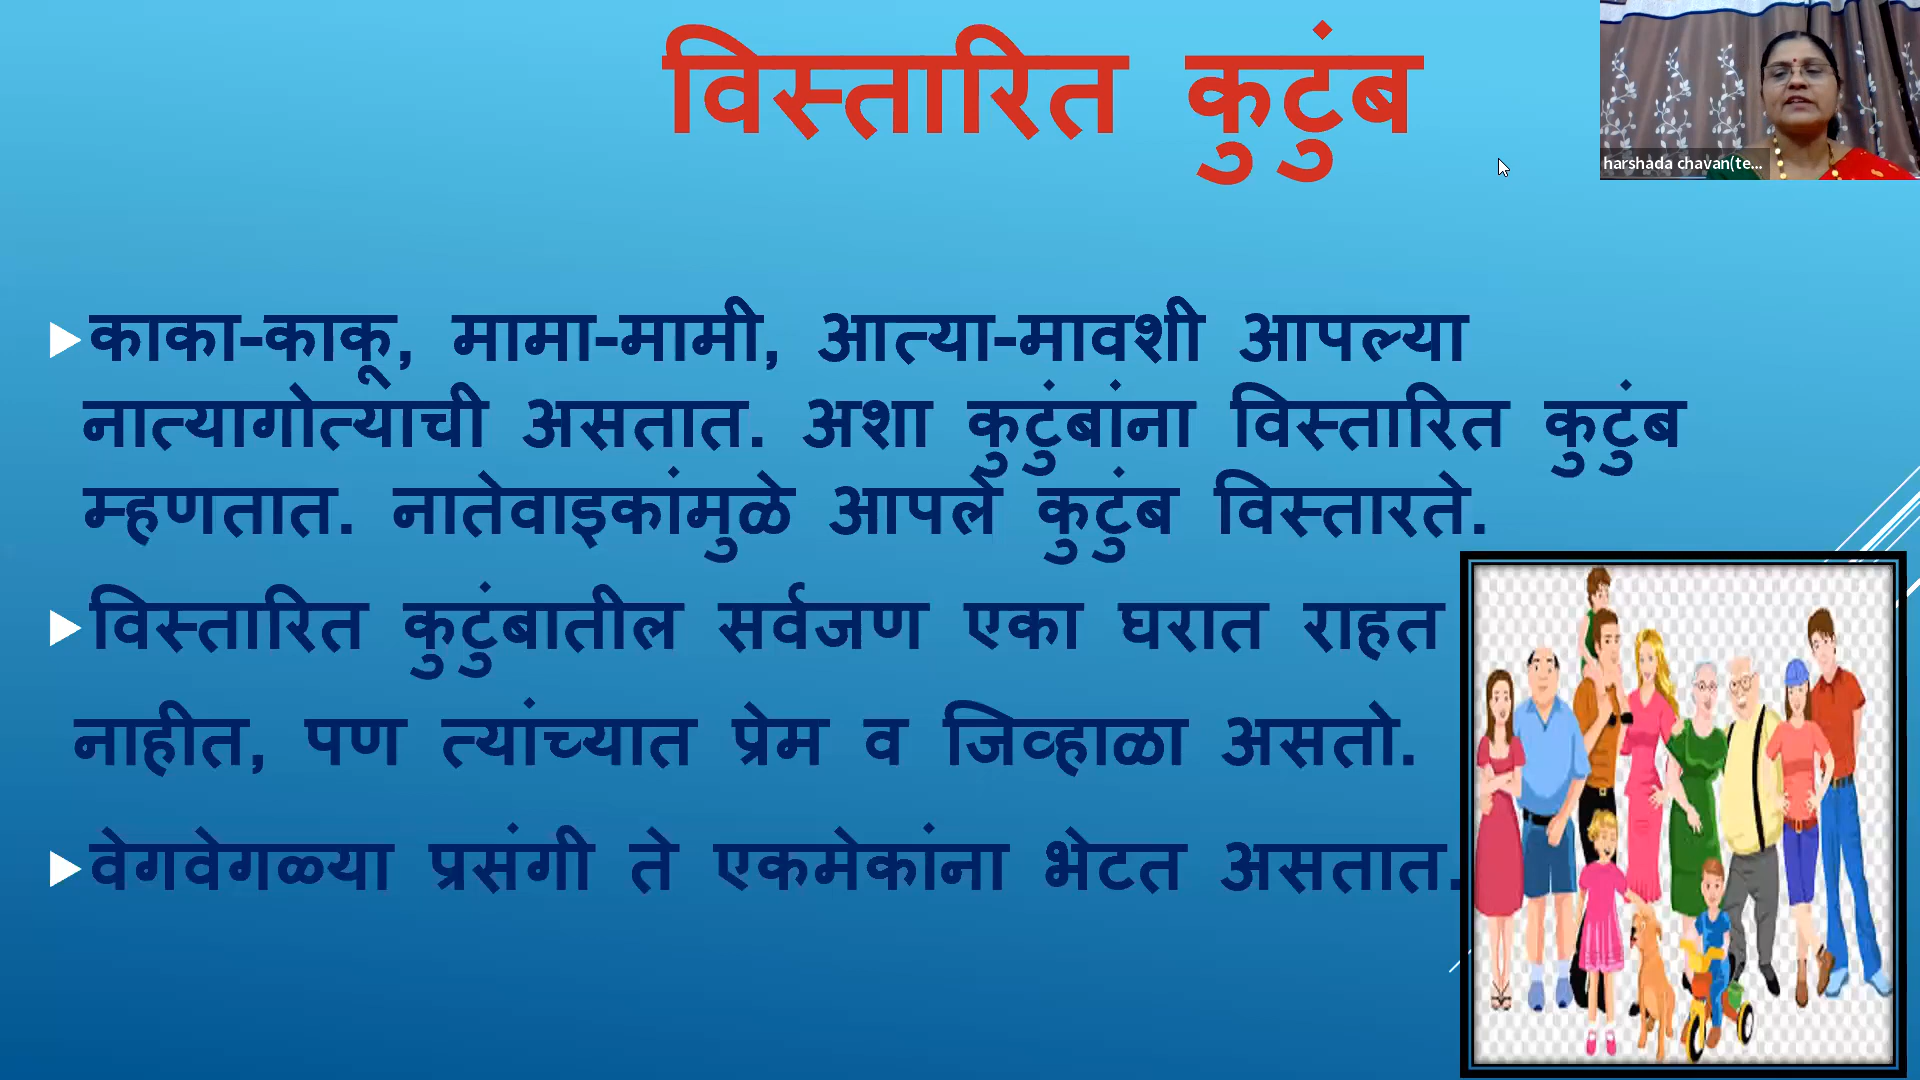 विस्तारित कुटुंब
harshada chavan(te...
काका-काकू, मामा-मामी, आत्या-मावशी आपल्या
नात्यागोत्याची असतात. अशा कुटुंबांना विस्तारित कुटुंब
म्हणतात. नातेवाइकांमुळे आपले कुटुंब विस्तारते.
विस्तारित कुटुंबातील सर्वजण एका घरात राहत
नाहीत, पण त्यांच्यात प्रेम व जिव्हाळा असतो.
वेगवेगळ्या प्रसंगी ते एकमेकांना भेटत असतात.